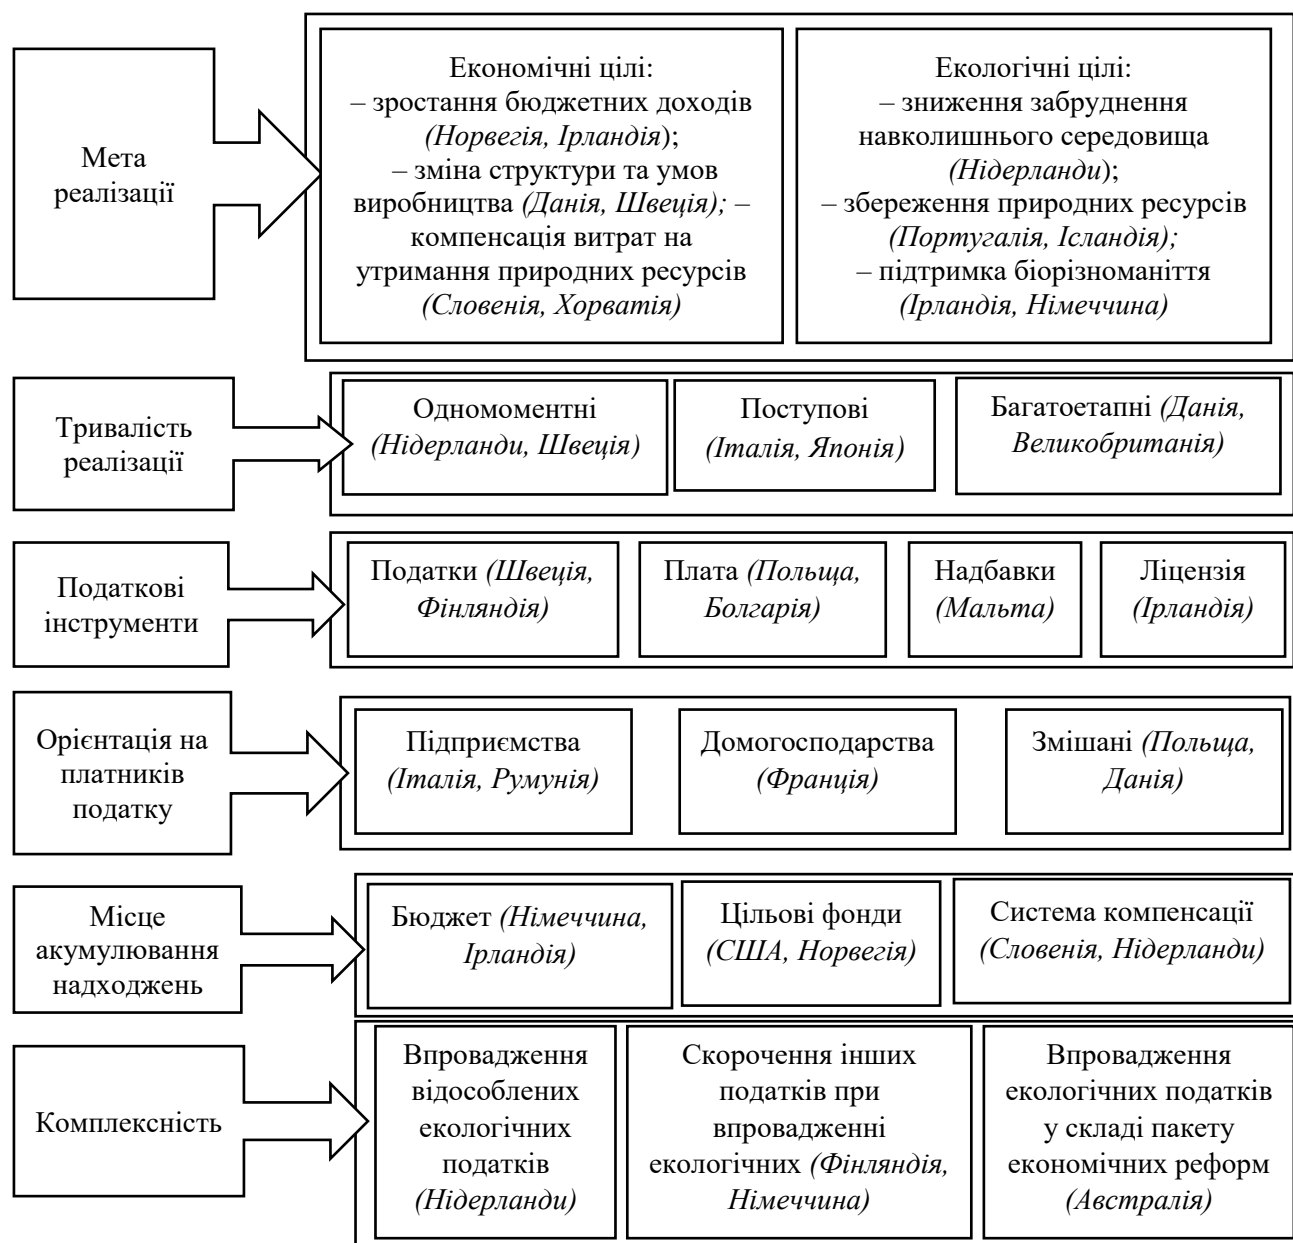 Мета
реалізації
Економічні цілі:
– зростання бюджетних доходів
(Норвегія, Ірландія);
– зміна структури та умов
виробництва (Данія, Швеція); –
компенсація витрат на
утримання природних ресурсів
(Словенія, Хорватія)
Екологічні цілі:
– зниження забруднення
навколишнього середовища
(Нідерланди);
– збереження природних ресурсів
(Португалія, Ісландія);
– підтримка біорізноманіття
(Ірландія, Німеччина)
Тривалість
реалізації
Одномоментні
(Нідерланди, Швеція)
Поступові
(Італія, Японія)
Багатоетапні (Данія,
Великобританія)
Податкові
інструменти
Податки (Швеція,
Фінляндія)
Плата (Польща,
Болгарія)
Надбавки
(Мальта)
Ліцензія
(Ірландія)
Орієнтація на
платників
податку
Підприємства
(Італія, Румунія)
Домогосподарства
(Франція)
Змішані (Польща,
Данія)
Місце
акумулювання
надходжень
Бюджет (Німеччина,
Ірландія)
Цільові фонди
(США, Норвегія)
Система компенсації
(Словенія, Нідерланди)
Комплексність
Впровадження
відособлених
екологічних
податків
(Нідерланди)
Скорочення інших
податків при
впровадженні
екологічних (Фінляндія,
Німеччина)
Впровадження
екологічних податків
у складі пакету
економічних реформ
(Австралія)